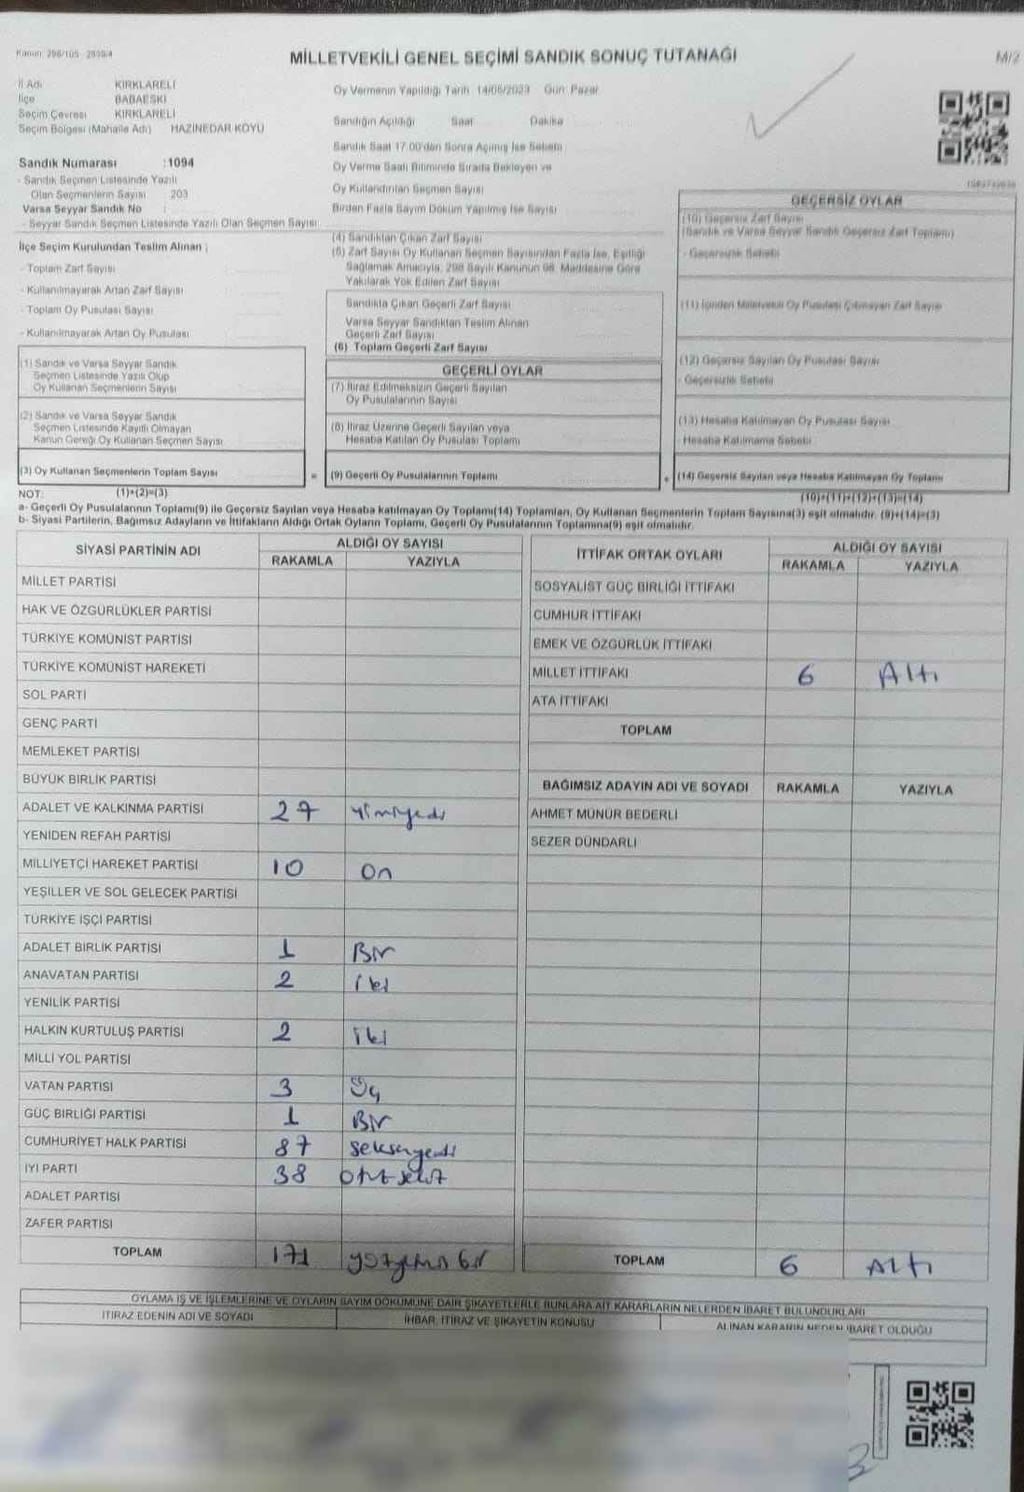 Kanun: 298/105 - 2839/4
MİLLETVEKİLİ GENEL SEÇİMİ SANDIK SONUÇ TUTANAĞI
M/2
İl Adı KIRKLARELİ
İlçe BABAESKİ
Seçim Çevresi KIRKLARELİ
Seçim Bölgesi (Mahalle Adı) HAZİNEDAR KÖYÜ
Oy Vermenin Yapıldığı Tarih 14/05/2023 Gün: Pazar
Sandığın Açıldığı Saat Dakika
Sandık Saat 17.00'den Sonra Açılmış İse Sebebi
Oy Verme Saati Bitiminde Sırada Bekleyen ve
Oy Kullandırılan Seçmen Sayısı
Birden Fazla Sayım Döküm Yapılmış İse Sayısı
Sandık Numarası :1094
- Sandık Seçmen Listesinde Yazılı
Olan Seçmenlerin Sayısı 203
Varsa Seyyar Sandık No :
- Seyyar Sandık Seçmen Listesinde Yazılı Olan Seçmen Sayısı
İlçe Seçim Kurulundan Teslim Alınan ;
- Toplam Zarf Sayısı
- Kullanılmayarak Artan Zarf Sayısı
- Toplam Oy Pusulası Sayısı
- Kullanılmayarak Artan Oy Pusulası
(1) Sandık ve Varsa Seyyar Sandık
Seçmen Listesinde Yazılı Olup
Oy Kullanan Seçmenlerin Sayısı
(2) Sandık ve Varsa Seyyar Sandık
Seçmen Listesinde Kayıtlı Olmayan
Kanun Gereği Oy Kullanan Seçmen Sayısı
(3) Oy Kullanan Seçmenlerin Toplam Sayısı
(4) Sandıktan Çıkan Zarf Sayısı
(5) Zarf Sayısı Oy Kullanan Seçmen Sayısından Fazla İse, Eşitliği
Sağlamak Amacıyla, 298 Sayılı Kanunun 98. Maddesine Göre
Yakılarak Yok Edilen Zarf Sayısı
Sandıkta Çıkan Geçerli Zarf Sayısı
Varsa Seyyar Sandıktan Teslim Alınan
Geçerli Zarf Sayısı
(6) Toplam Geçerli Zarf Sayısı
GEÇERLİ OYLAR
(7) İtiraz Edilmeksizin Geçerli Sayılan
Oy Pusulalarının Sayısı
(8) İtiraz Üzerine Geçerli Sayılan veya
Hesaba Katılan Oy Pusulası Toplamı
= (9) Geçerli Oy Pusulalarının Toplamı
GEÇERSİZ OYLAR
(10) Geçersiz Zarf Sayısı
(Sandık ve Varsa Seyyar Sandık Geçersiz Zarf Toplamı)
- Geçersizlik Sebebi
(11) İçinden Milletvekili Oy Pusulası Çıkmayan Zarf Sayısı
(12) Geçersiz Sayılan Oy Pusulası Sayısı
- Geçersizlik Sebebi
(13) Hesaba Katılmayan Oy Pusulası Sayısı
- Hesaba Katılmama Sebebi
+ (14) Geçersiz Sayılan veya Hesaba Katılmayan Oy Toplamı
NOT: (1)+(2)=(3)
(10)+(11)+(12)+(13)=(14)
a- Geçerli Oy Pusulalarının Toplamı(9) ile Geçersiz Sayılan veya Hesaba katılmayan Oy Toplamı(14) Toplamları, Oy Kullanan Seçmenlerin Toplam Sayısına(3) eşit olmalıdır. (9)+(14)=(3)
b- Siyasi Partilerin, Bağımsız Adayların ve İttifakların Aldığı Ortak Oyların Toplamı, Geçerli Oy Pusulalarının Toplamına(9) eşit olmalıdır.
SİYASİ PARTİNİN ADI ALDIĞI OY SAYISI
RAKAMLA YAZIYLA
MİLLET PARTİSİ
HAK VE ÖZGÜRLÜKLER PARTİSİ
TÜRKİYE KOMÜNİST PARTİSİ
TÜRKİYE KOMÜNİST HAREKETİ
SOL PARTİ
GENÇ PARTİ
MEMLEKET PARTİSİ
BÜYÜK BİRLİK PARTİSİ
ADALET VE KALKINMA PARTİSİ 27 yirmiyedi
YENİDEN REFAH PARTİSİ
MİLLİYETÇİ HAREKET PARTİSİ 10 On
YEŞİLLER VE SOL GELECEK PARTİSİ
TÜRKİYE İŞÇİ PARTİSİ
ADALET BİRLİK PARTİSİ 1 Bir
ANAVATAN PARTİSİ 2 iki
YENİLİK PARTİSİ
HALKIN KURTULUŞ PARTİSİ 2 iki
MİLLİ YOL PARTİSİ
VATAN PARTİSİ 3 Üç
GÜÇ BİRLİĞİ PARTİSİ 1 Bir
CUMHURİYET HALK PARTİSİ 87 seksenyedi
İYİ PARTİ 38 Otuzsekiz
ADALET PARTİSİ
ZAFER PARTİSİ
TOPLAM 171 yüzyetmişbir
İTTİFAK ORTAK OYLARI ALDIĞI OY SAYISI
RAKAMLA YAZIYLA
SOSYALİST GÜÇ BİRLİĞİ İTTİFAKI
CUMHUR İTTİFAKI
EMEK VE ÖZGÜRLÜK İTTİFAKI
MİLLET İTTİFAKI 6 Altı
ATA İTTİFAKI
TOPLAM
BAĞIMSIZ ADAYIN ADI VE SOYADI RAKAMLA YAZIYLA
AHMET MÜNÜR BEDERLİ
SEZER DÜNDARLI
TOPLAM 6 Altı
OYLAMA İŞ VE İŞLEMLERİNE VE OYLARIN SAYIM DÖKÜMÜNE DAİR ŞİKAYETLERLE BUNLARA AİT KARARLARIN NELERDEN İBARET BULUNDUKLARI
İTİRAZ EDENİN ADI VE SOYADI İHBAR, İTİRAZ VE ŞİKAYETİN KONUSU ALINAN KARARIN NEDEN İBARET OLDUĞU